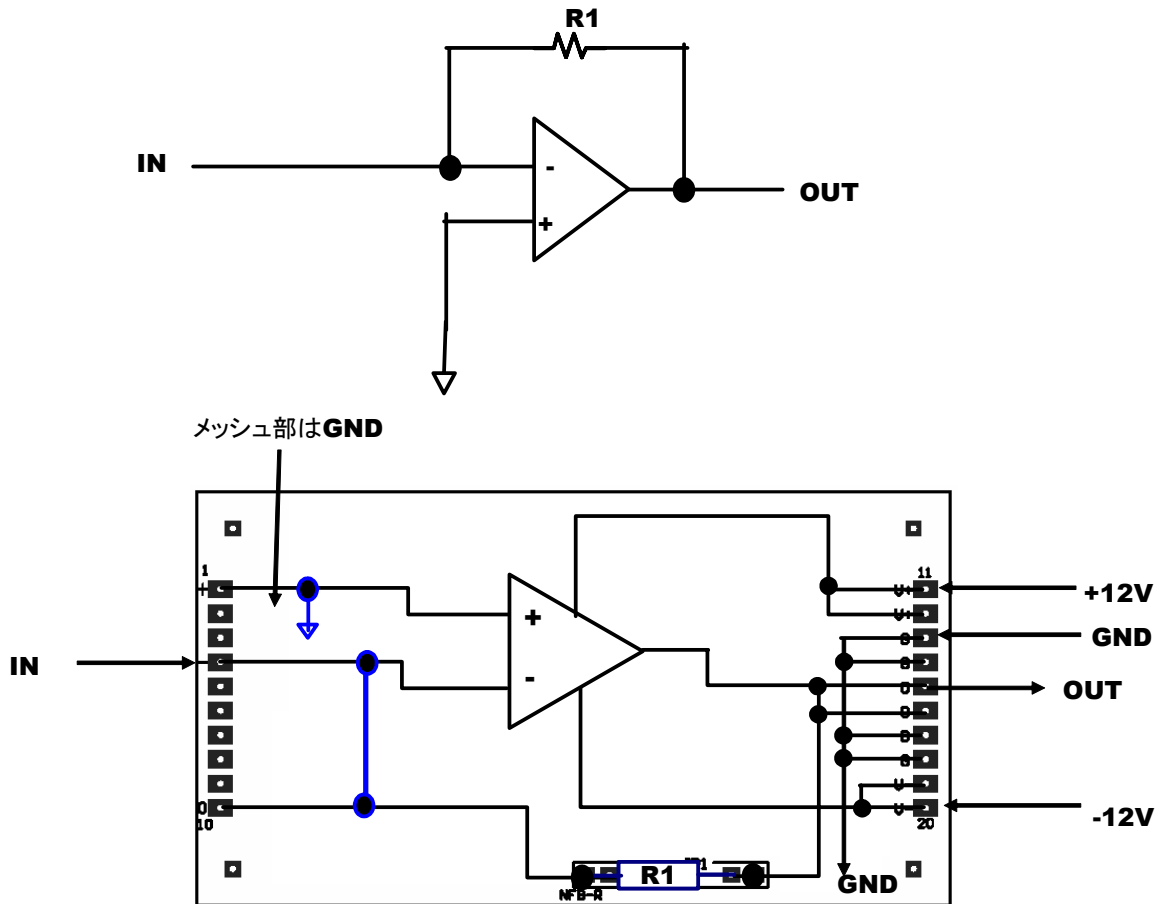 R1
IN
-
+
OUT
メッシュ部はGND
1
11
+
V+
+12V
V+
+
G
GND
IN
-
G
-
O
OUT
O
G
G
V-
O
V-
-12V
10
20
R1
NFB-R
GND